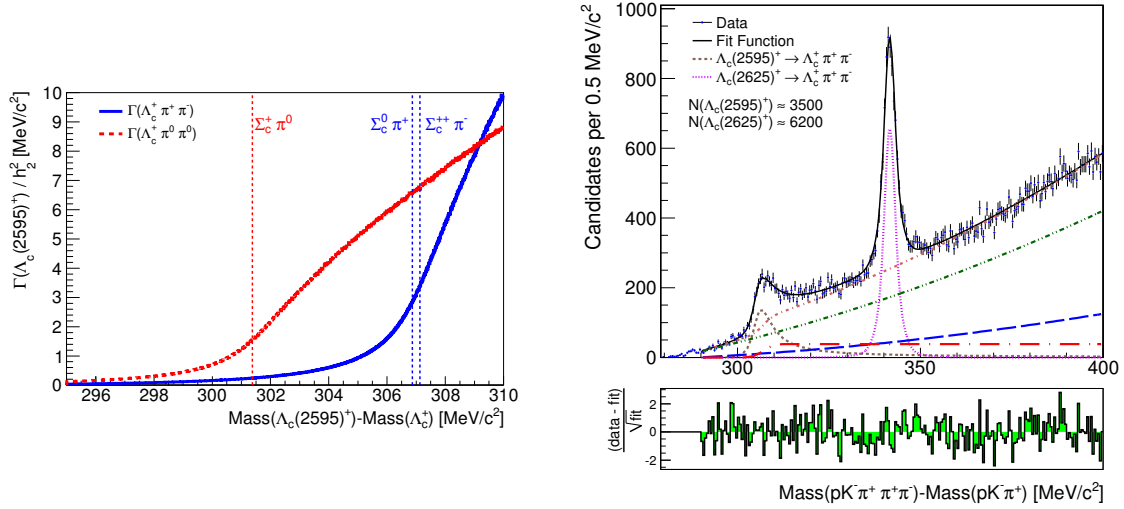 Γ(Λc(2595)+) / h₂² [MeV/c²]
10
9
8
7
6
5
4
3
2
1
0
Γ(Λc+ π+ π-)
Γ(Λc+ π0 π0)
Σc+ π0
Σc0 π+
Σc++ π-
296 298 300 302 304 306 308 310
Mass(Λc(2595)+)-Mass(Λc+) [MeV/c²]
Candidates per 0.5 MeV/c²
1000
800
600
400
200
0
Data
Fit Function
Λc(2595)+ → Λc+ π+ π-
Λc(2625)+ → Λc+ π+ π-
N(Λc(2595)+) ≈ 3500
N(Λc(2625)+) ≈ 6200
300 350 400
(data - fit)
√fit
2
0
-2
Mass(pK-π+ π+π-)-Mass(pK-π+) [MeV/c²]